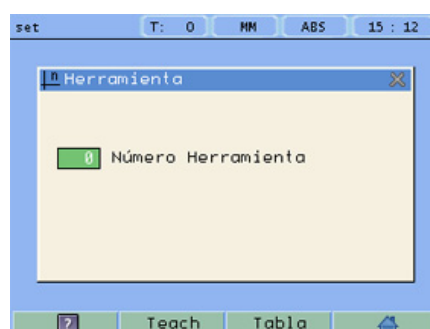 set T: 0 MM ABS 15 : 12
n Herramienta
0 Número Herramienta
? Teach Tabla